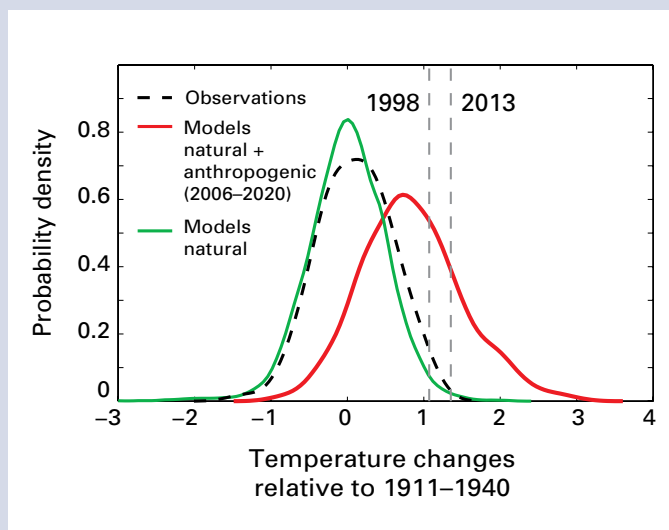 Observations
Models
natural +
anthropogenic
(2006–2020)
Models
natural
1998
2013
Probability density
0.8
0.6
0.4
0.2
0
−3
−2
−1
0
1
2
3
4
Temperature changes
relative to 1911–1940